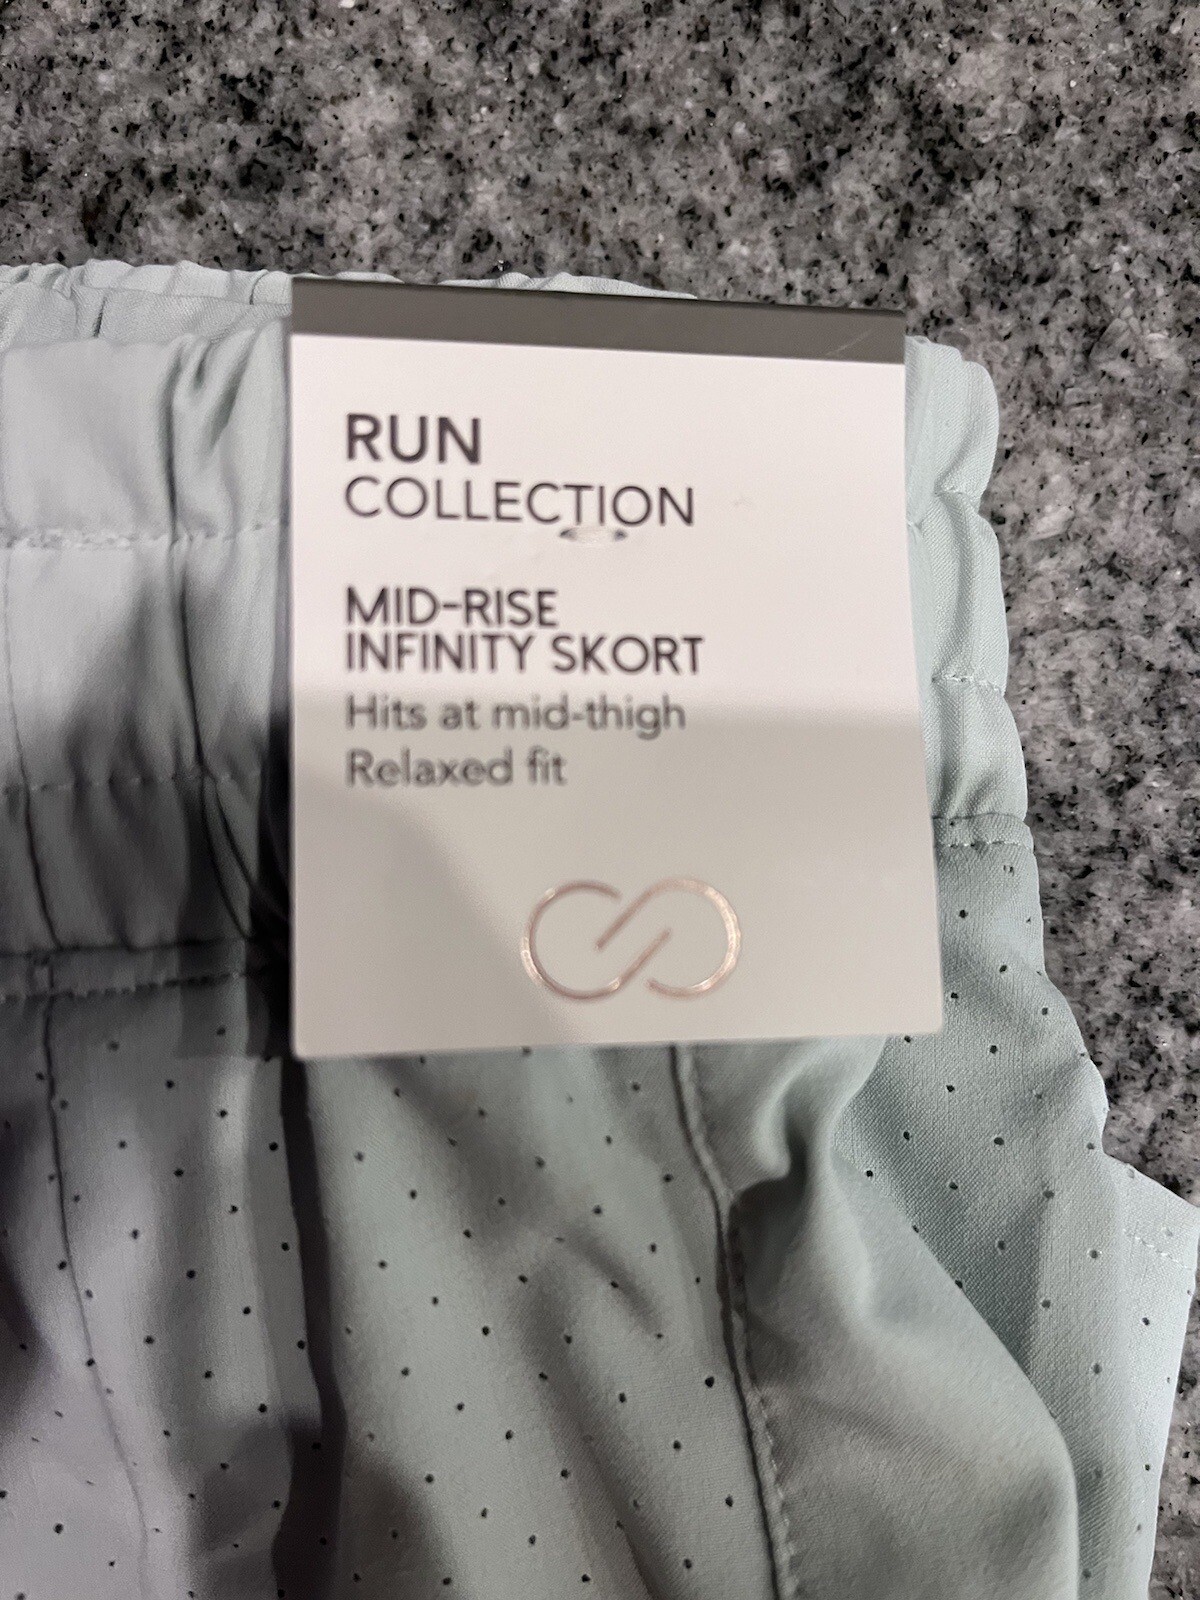 RUN
COLLECTION
MID-RISE
INFINITY SKORT
Hits at mid-thigh
Relaxed fit